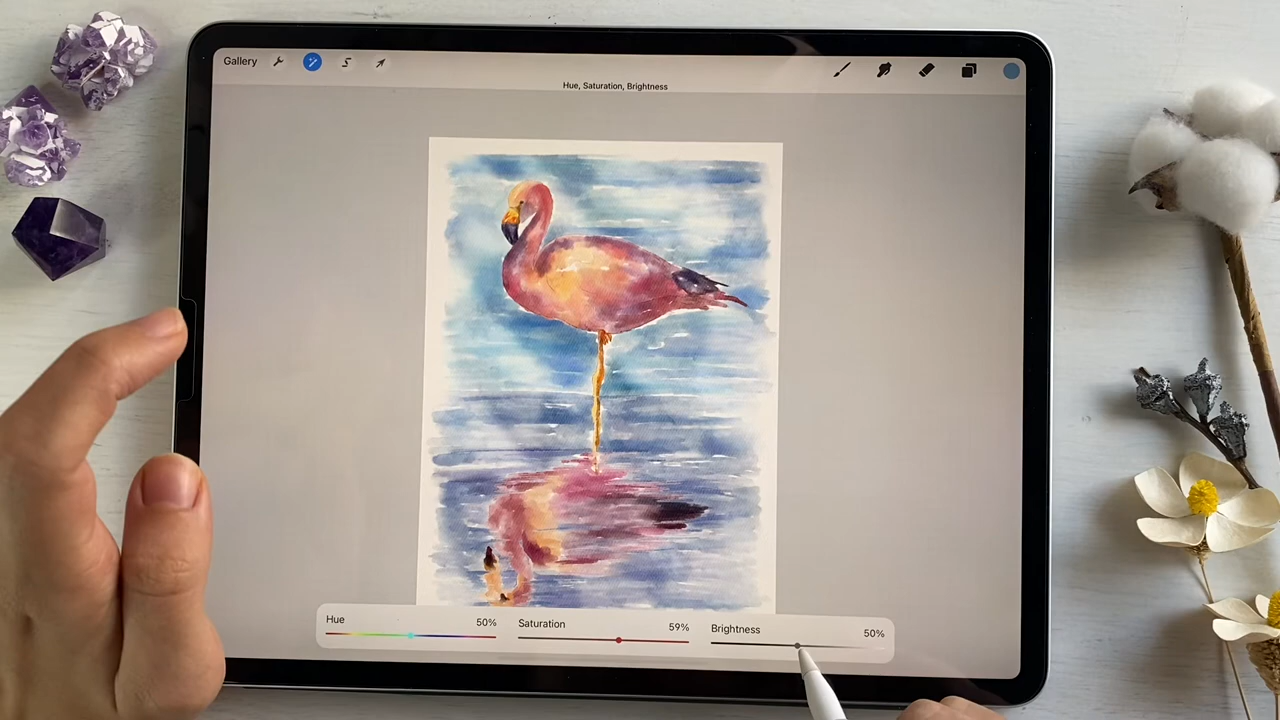 Gallery
Hue, Saturation, Brightness
Hue 50%
Saturation 59%
Brightness 50%